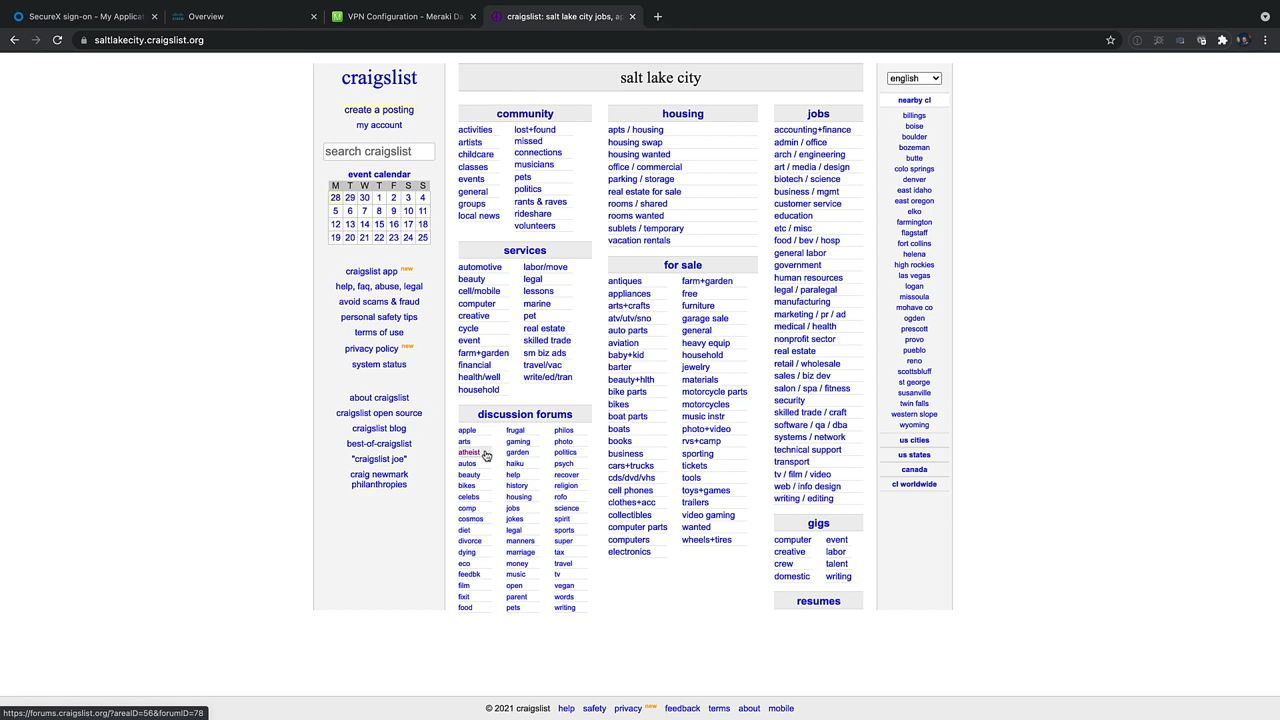 SecureX sign-on - My Applicat
Overview
VPN Configuration - Meraki Da
craigslist: salt lake city jobs, ap
saltlakecity.craigslist.org
craigslist
create a posting
my account
search craigslist
event calendar
M T W T F S S
28 29 30 1 2 3 4
5 6 7 8 9 10 11
12 13 14 15 16 17 18
19 20 21 22 23 24 25
craigslist app new
help, faq, abuse, legal
avoid scams & fraud
personal safety tips
terms of use
privacy policy new
system status
about craigslist
craigslist open source
craigslist blog
best-of-craigslist
"craigslist joe"
craig newmark
philanthropies
salt lake city
community
activities
artists
childcare
classes
events
general
groups
local news
lost+found
missed
connections
musicians
pets
politics
rants & raves
rideshare
volunteers
services
automotive
beauty
cell/mobile
computer
creative
cycle
event
farm+garden
financial
health/well
household
labor/move
legal
lessons
marine
pet
real estate
skilled trade
sm biz ads
travel/vac
write/ed/tran
discussion forums
apple
arts
atheist
autos
beauty
bikes
celebs
comp
cosmos
diet
divorce
dying
eco
feedbk
film
fixit
food
frugal
gaming
garden
haiku
help
history
housing
jobs
jokes
legal
manners
marriage
money
music
open
parent
pets
philos
photo
politics
psych
recover
religion
rofo
science
spirit
sports
super
tax
travel
tv
vegan
words
writing
housing
apts / housing
housing swap
housing wanted
office / commercial
parking / storage
real estate for sale
rooms / shared
rooms wanted
sublets / temporary
vacation rentals
for sale
antiques
appliances
arts+crafts
atv/utv/sno
auto parts
aviation
baby+kid
barter
beauty+hlth
bike parts
bikes
boat parts
boats
books
business
cars+trucks
cds/dvd/vhs
cell phones
clothes+acc
collectibles
computer parts
computers
electronics
farm+garden
free
furniture
garage sale
general
heavy equip
household
jewelry
materials
motorcycle parts
motorcycles
music instr
photo+video
rvs+camp
sporting
tickets
tools
toys+games
trailers
video gaming
wanted
wheels+tires
jobs
accounting+finance
admin / office
arch / engineering
art / media / design
biotech / science
business / mgmt
customer service
education
etc / misc
food / bev / hosp
general labor
government
human resources
legal / paralegal
manufacturing
marketing / pr / ad
medical / health
nonprofit sector
real estate
retail / wholesale
sales / biz dev
salon / spa / fitness
security
skilled trade / craft
software / qa / dba
systems / network
technical support
transport
tv / film / video
web / info design
writing / editing
gigs
computer
creative
crew
domestic
event
labor
talent
writing
resumes
english
nearby cl
billings
boise
boulder
bozeman
butte
colo springs
denver
east idaho
east oregon
elko
farmington
flagstaff
fort collins
helena
high rockies
las vegas
logan
missoula
mohave co
ogden
prescott
provo
pueblo
reno
scottsbluff
st george
susanville
twin falls
western slope
wyoming
us cities
us states
canada
cl worldwide
© 2021 craigslist help safety privacy new feedback terms about mobile
https://forums.craigslist.org/?areaID=56&forumID=78